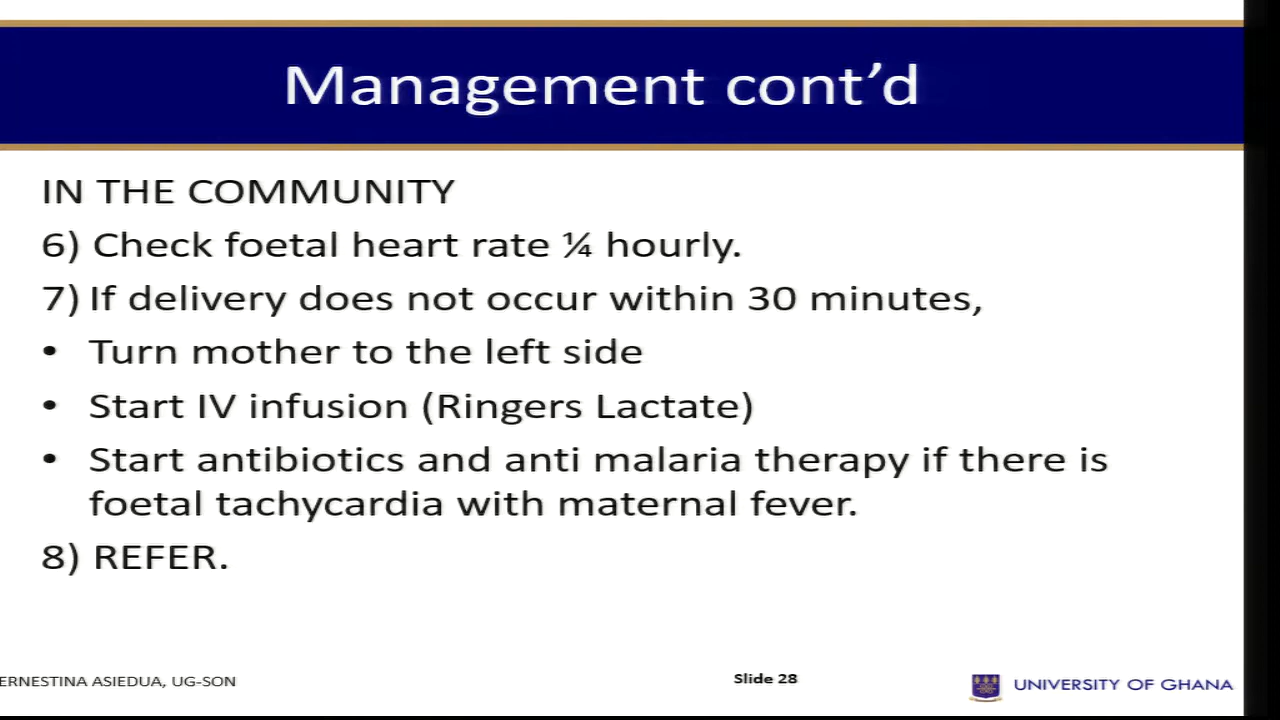 Management cont'd
IN THE COMMUNITY
6) Check foetal heart rate ¼ hourly.
7) If delivery does not occur within 30 minutes,
• Turn mother to the left side
• Start IV infusion (Ringers Lactate)
• Start antibiotics and anti malaria therapy if there is
foetal tachycardia with maternal fever.
8) REFER.
ERNESTINA ASIEDUA, UG-SON
Slide 28
UNIVERSITY OF GHANA